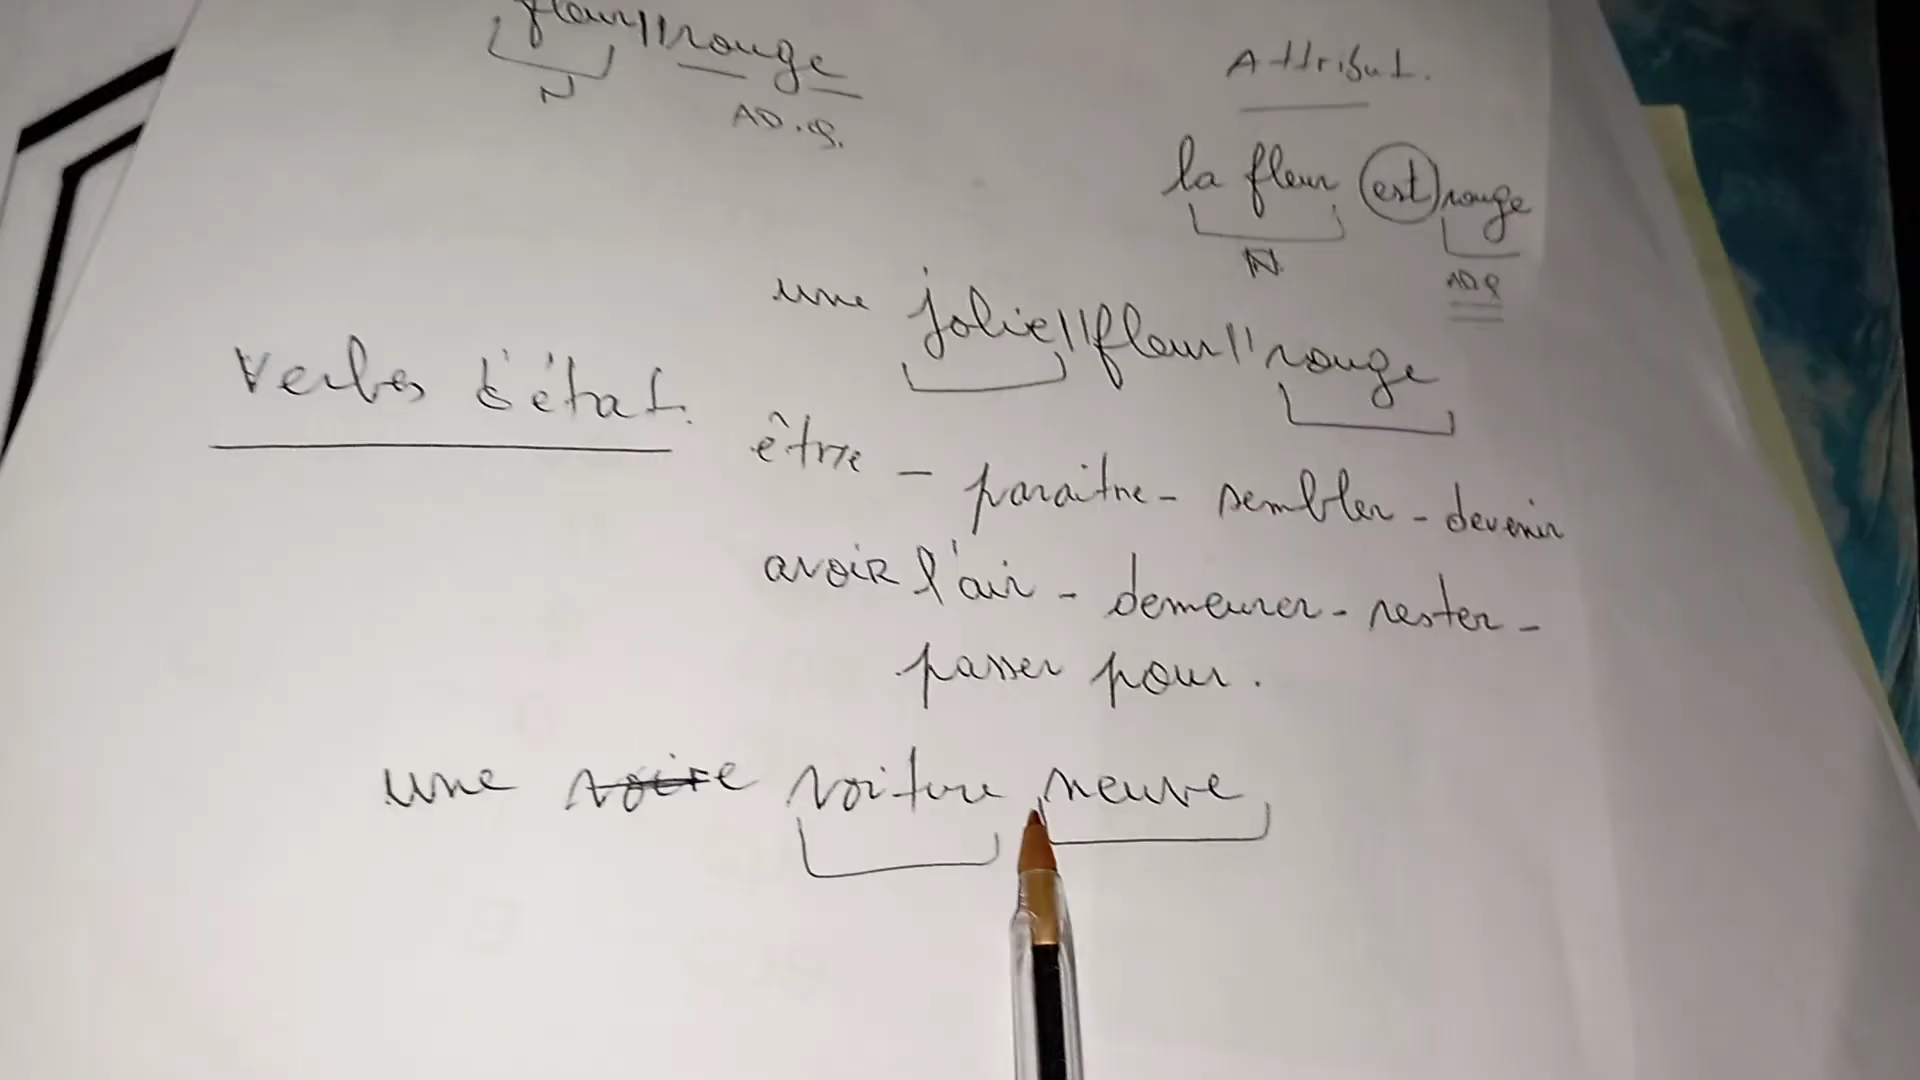 fleur//rouge
N
AD.Q.
Attribut.
la fleur est rouge
N
AD.Q
une jolie//fleur//rouge
Verbes d'état.
être - paraître - sembler - devenir
avoir l'air - demeurer - rester -
passer pour.
une voiture neuve